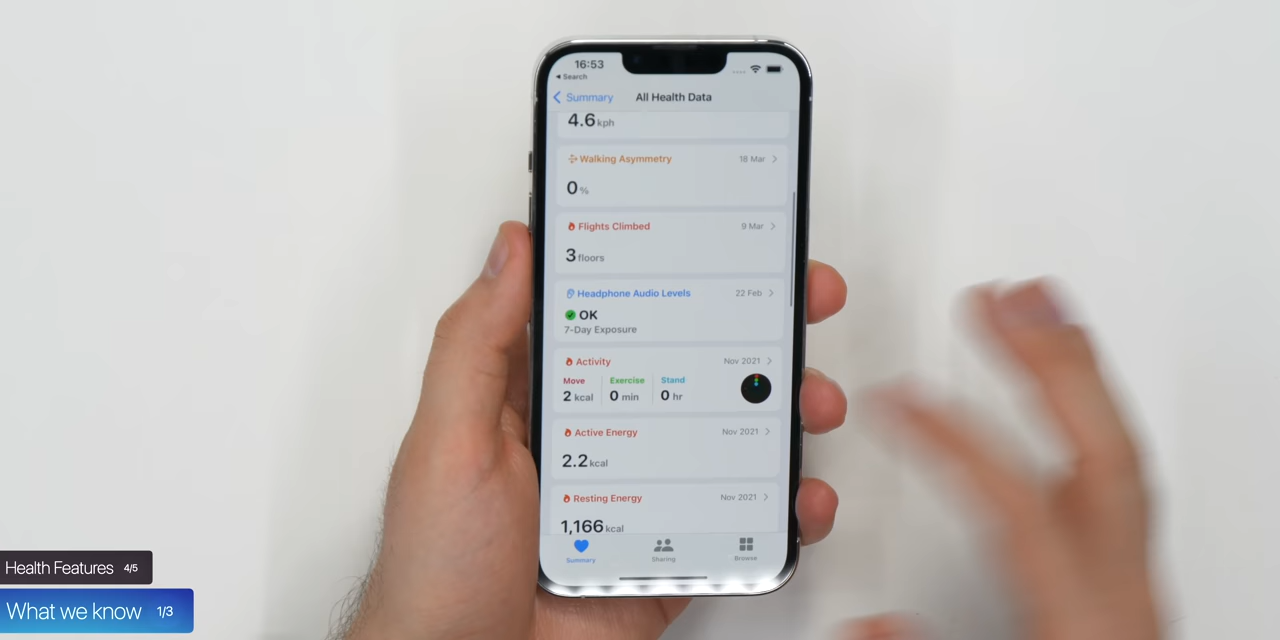 16:53
Search
Summary
All Health Data
4.6 kph
Walking Asymmetry
18 Mar
0 %
Flights Climbed
9 Mar
3 floors
Headphone Audio Levels
22 Feb
OK
7-Day Exposure
Activity
Nov 2021
Move
Exercise
Stand
2 kcal
0 min
0 hr
Active Energy
Nov 2021
2.2 kcal
Resting Energy
Nov 2021
1,166 kcal
Summary
Sharing
Browse
Health Features 4/5
What we know 1/3